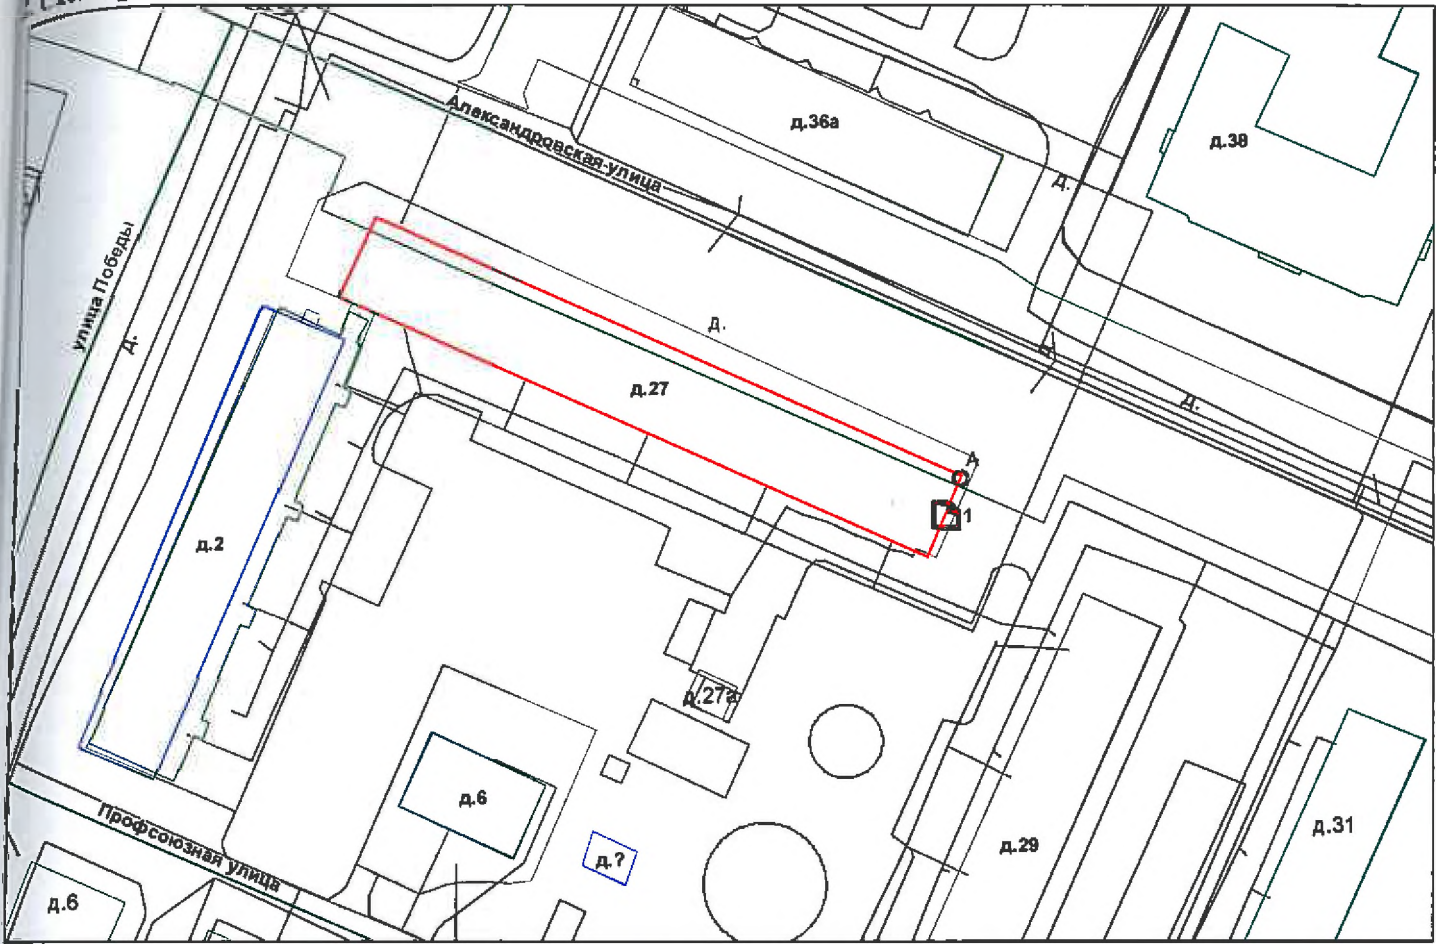 Александровская улица
д.36а
д.38
Д.
улица Победы
Д.
Д.
д.27
Д.
А
1
д.2
д.27а
д.6
д.?
д.29
д.31
Профсоюзная улица
д.6